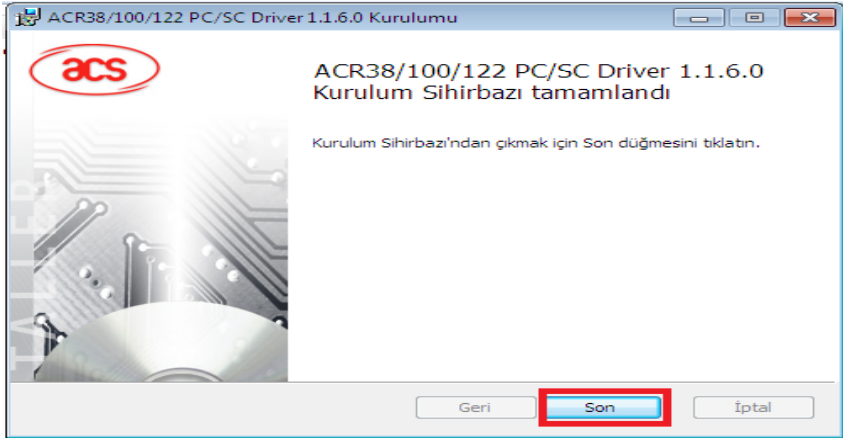 ACR38/100/122 PC/SC Driver 1.1.6.0 Kurulumu
acs
ACR38/100/122 PC/SC Driver 1.1.6.0
Kurulum Sihirbazı tamamlandı
Kurulum Sihirbazı'ndan çıkmak için Son düğmesini tıklatın.
Geri
Son
İptal